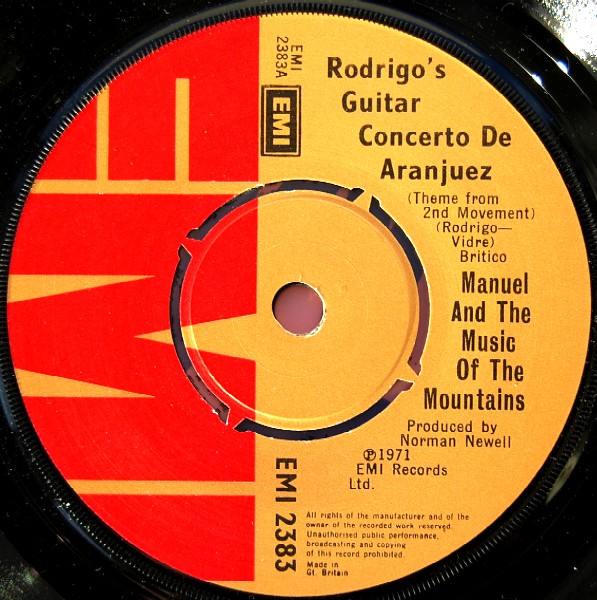 EMI
2383A
EMI
Rodrigo's
Guitar
Concerto De
Aranjuez
(Theme from
2nd Movement)
(Rodrigo—
Vidre)
Britico
Manuel
And The
Music
Of The
Mountains
Produced by
Norman Newell
℗1971
EMI Records
Ltd.
EMI 2383
All rights of the manufacturer and of the
owner of the recorded work reserved.
Unauthorised public performance,
broadcasting and copying
of this record prohibited.
Made in
Gt. Britain
EMI